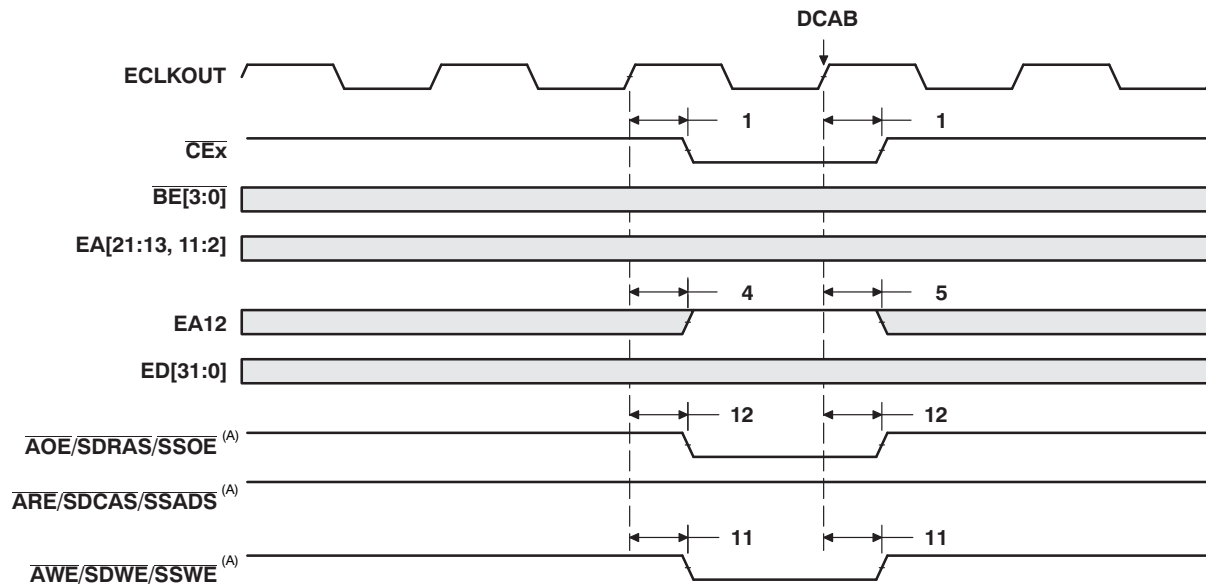 DCAB
ECLKOUT
1 1
CEx
BE[3:0]
EA[21:13, 11:2]
4 5
EA12
ED[31:0]
12 12
AOE/SDRAS/SSOE (A)
ARE/SDCAS/SSADS (A)
11 11
AWE/SDWE/SSWE (A)